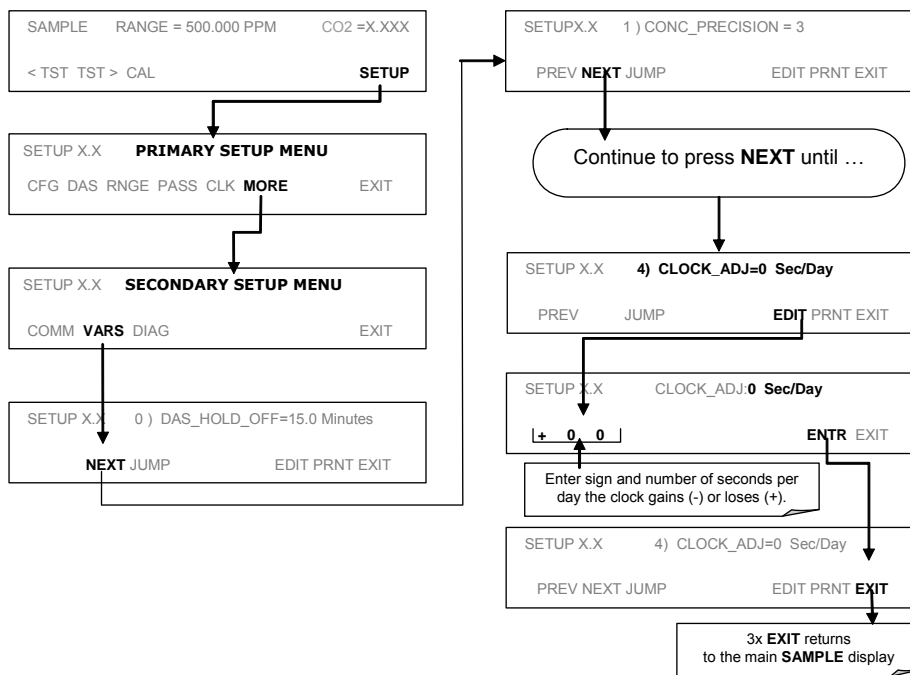 SAMPLE RANGE = 500.000 PPM CO2 =X.XXX
< TST TST > CAL SETUP
SETUP X.X PRIMARY SETUP MENU
CFG DAS RNGE PASS CLK MORE EXIT
SETUP X.X SECONDARY SETUP MENU
COMM VARS DIAG EXIT
SETUP X.X 0 ) DAS_HOLD_OFF=15.0 Minutes
NEXT JUMP EDIT PRNT EXIT
SETUPX.X 1 ) CONC_PRECISION = 3
PREV NEXT JUMP EDIT PRNT EXIT
Continue to press NEXT until …
SETUP X.X 4) CLOCK_ADJ=0 Sec/Day
PREV JUMP EDIT PRNT EXIT
SETUP X.X CLOCK_ADJ:0 Sec/Day
+ 0 0 ENTR EXIT
Enter sign and number of seconds per
day the clock gains (-) or loses (+).
SETUP X.X 4) CLOCK_ADJ=0 Sec/Day
PREV NEXT JUMP EDIT PRNT EXIT
3x EXIT returns
to the main SAMPLE display